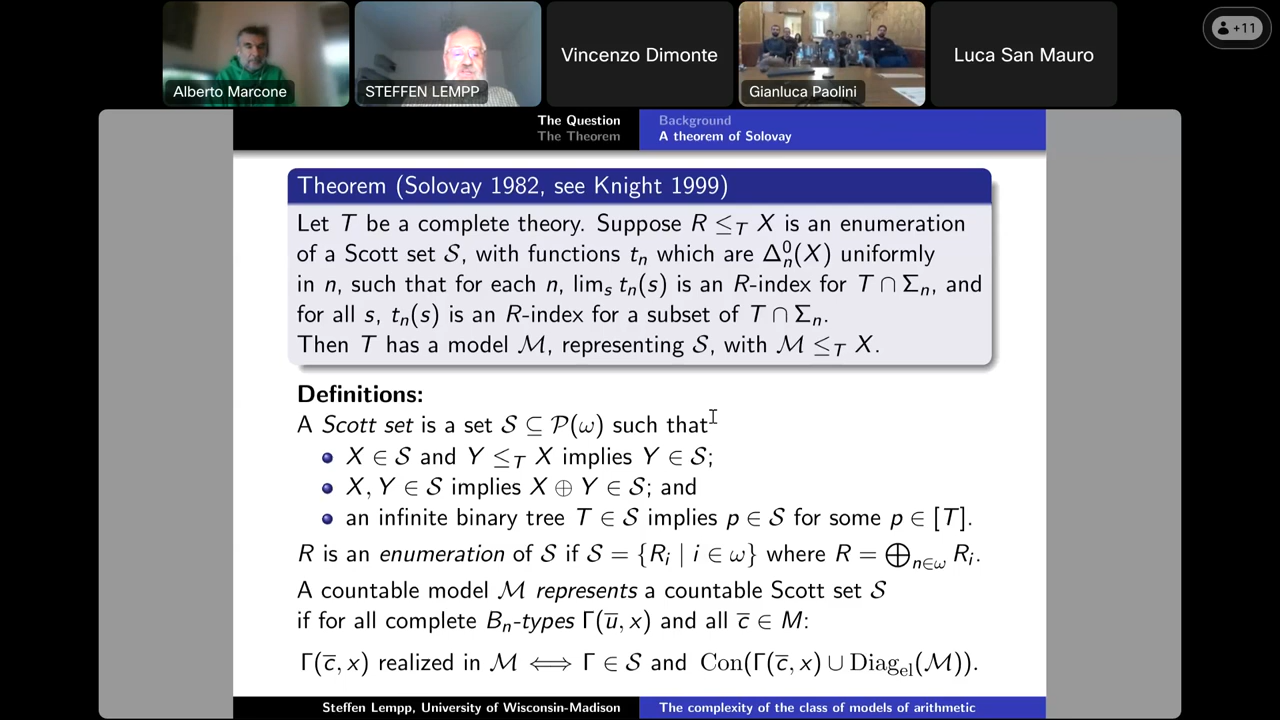 +11
Alberto Marcone
STEFFEN LEMPP
Vincenzo Dimonte
Gianluca Paolini
Luca San Mauro
The Question
The Theorem
Background
A theorem of Solovay
Theorem (Solovay 1982, see Knight 1999)
Let T be a complete theory. Suppose R ≤_T X is an enumeration
of a Scott set 𝒮, with functions t_n which are Δ^0_n(X) uniformly
in n, such that for each n, lim_s t_n(s) is an R-index for T ∩ Σ_n, and
for all s, t_n(s) is an R-index for a subset of T ∩ Σ_n.
Then T has a model ℳ, representing 𝒮, with ℳ ≤_T X.
Definitions:
A Scott set is a set 𝒮 ⊆ 𝒫(ω) such that
• X ∈ 𝒮 and Y ≤_T X implies Y ∈ 𝒮;
• X, Y ∈ 𝒮 implies X ⊕ Y ∈ 𝒮; and
• an infinite binary tree T ∈ 𝒮 implies p ∈ 𝒮 for some p ∈ [T].
R is an enumeration of 𝒮 if 𝒮 = {R_i | i ∈ ω} where R = ⨁_{n∈ω} R_i.
A countable model ℳ represents a countable Scott set 𝒮
if for all complete B_n-types Γ(u̅, x) and all c̅ ∈ M:
Γ(c̅, x) realized in ℳ ⟺ Γ ∈ 𝒮 and Con(Γ(c̅, x) ∪ Diag_el(ℳ)).
Steffen Lempp, University of Wisconsin-Madison
The complexity of the class of models of arithmetic